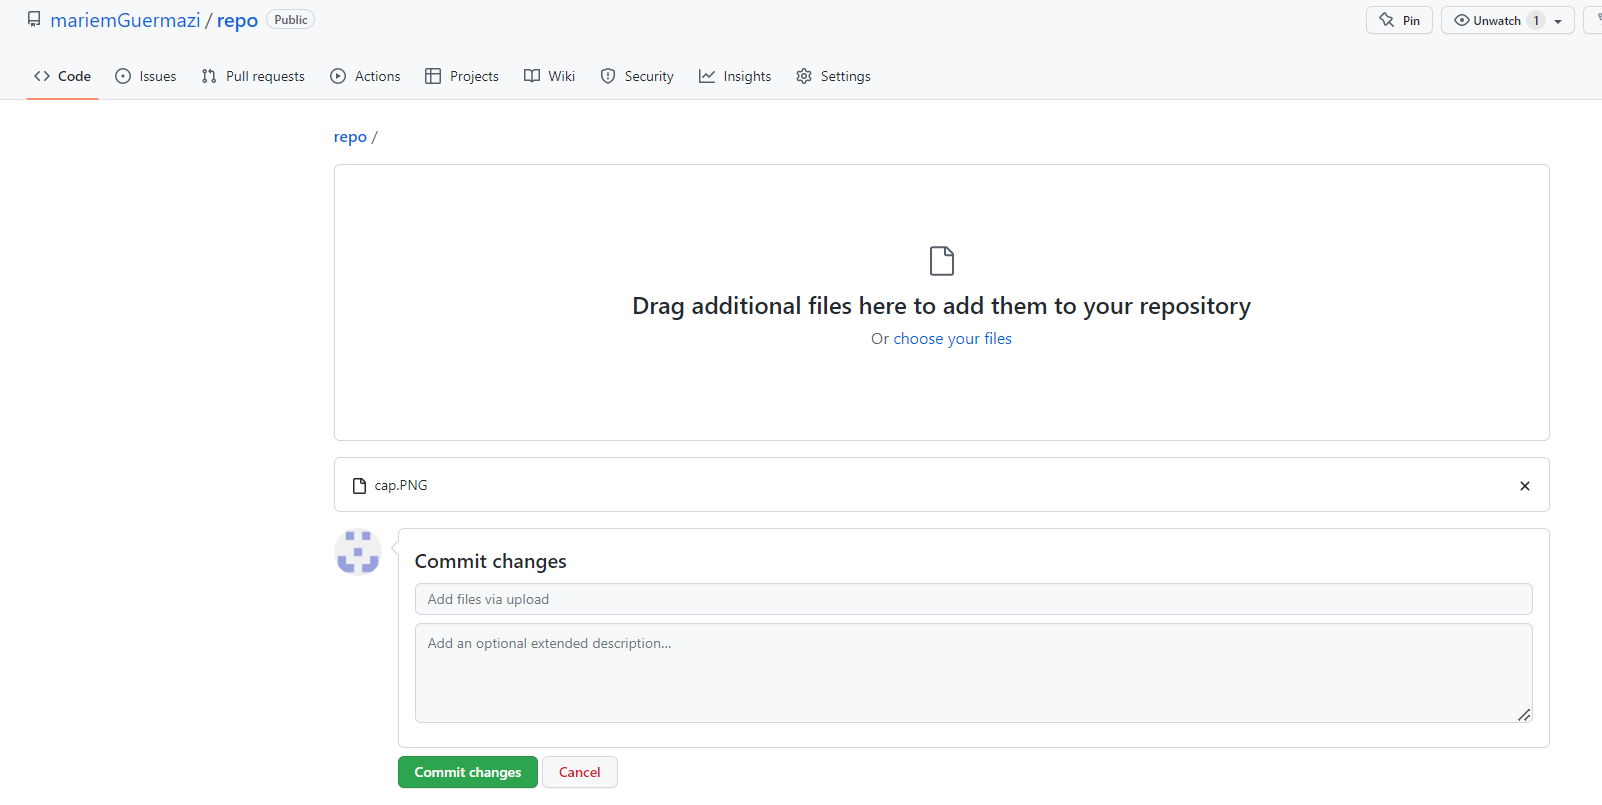 mariemGuermazi / repo Public
Pin Unwatch 1
Code Issues Pull requests Actions Projects Wiki Security Insights Settings
repo /
Drag additional files here to add them to your repository
Or choose your files
cap.PNG
Commit changes
Add files via upload
Add an optional extended description...
Commit changes Cancel